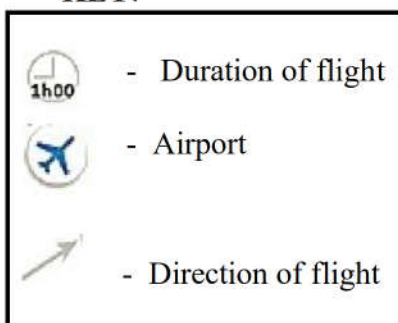 1h00 - Duration of flight
- Airport
- Direction of flight